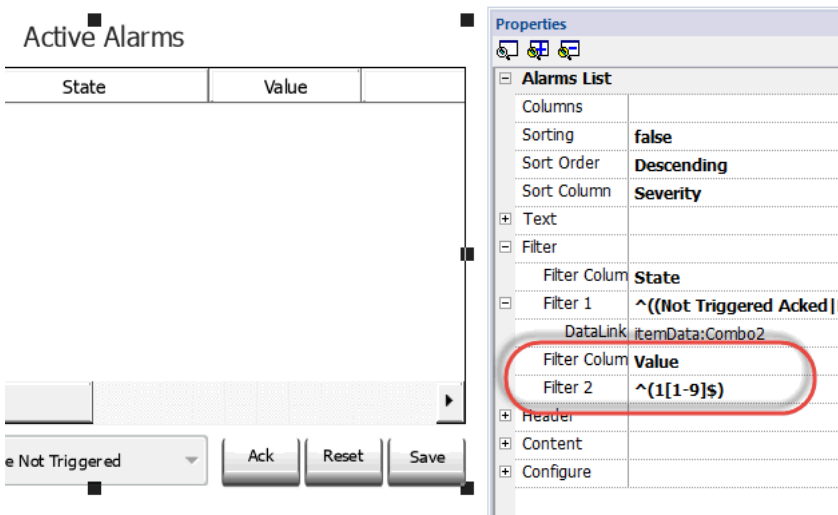 Active Alarms
State Value
e Not Triggered
Ack Reset Save
Properties
Alarms List
Columns
Sorting false
Sort Order Descending
Sort Column Severity
Text
Filter
Filter Colum State
Filter 1 ^((Not Triggered Acked|
DataLink itemData:Combo2
Filter Colum Value
Filter 2 ^(1[1-9]$)
Header
Content
Configure